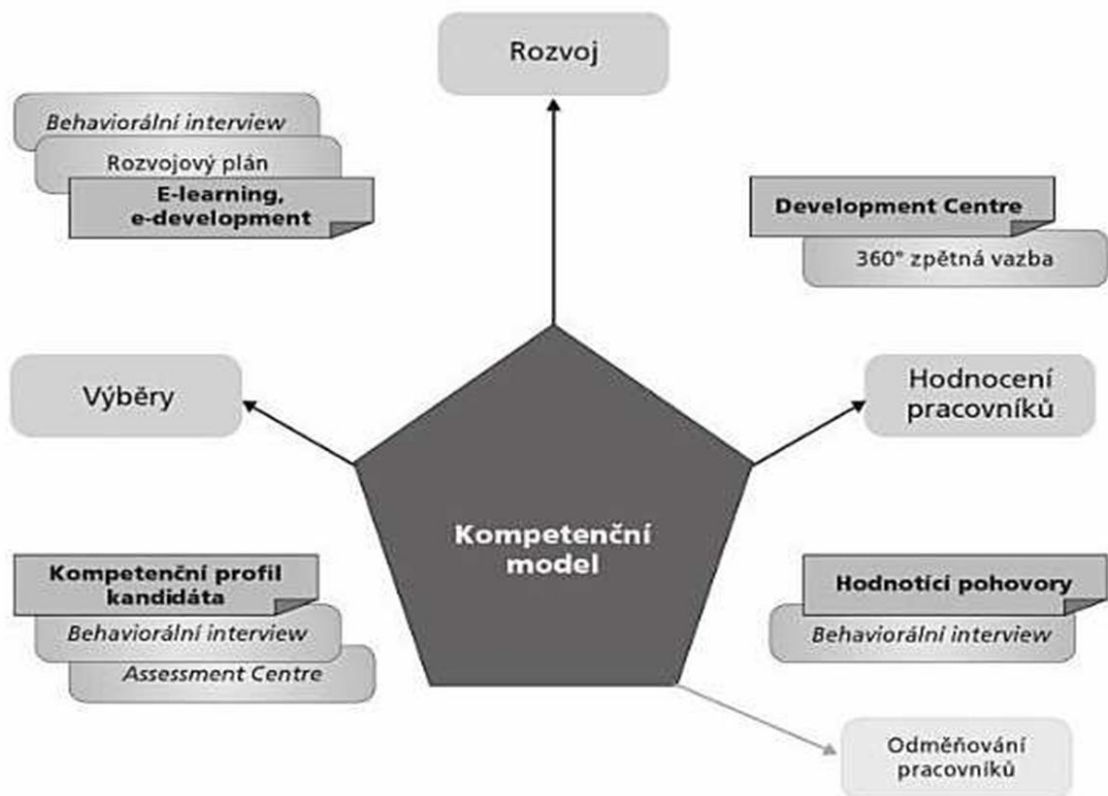 Rozvoj
Behaviorální interview
Rozvojový plán
E-learning,
e-development
Development Centre
360° zpětná vazba
Výběry
Hodnocení
pracovníků
Kompetenční
model
Kompetenční profil
kandidáta
Behaviorální interview
Assessment Centre
Hodnotící pohovory
Behaviorální interview
Odměňování
pracovníků